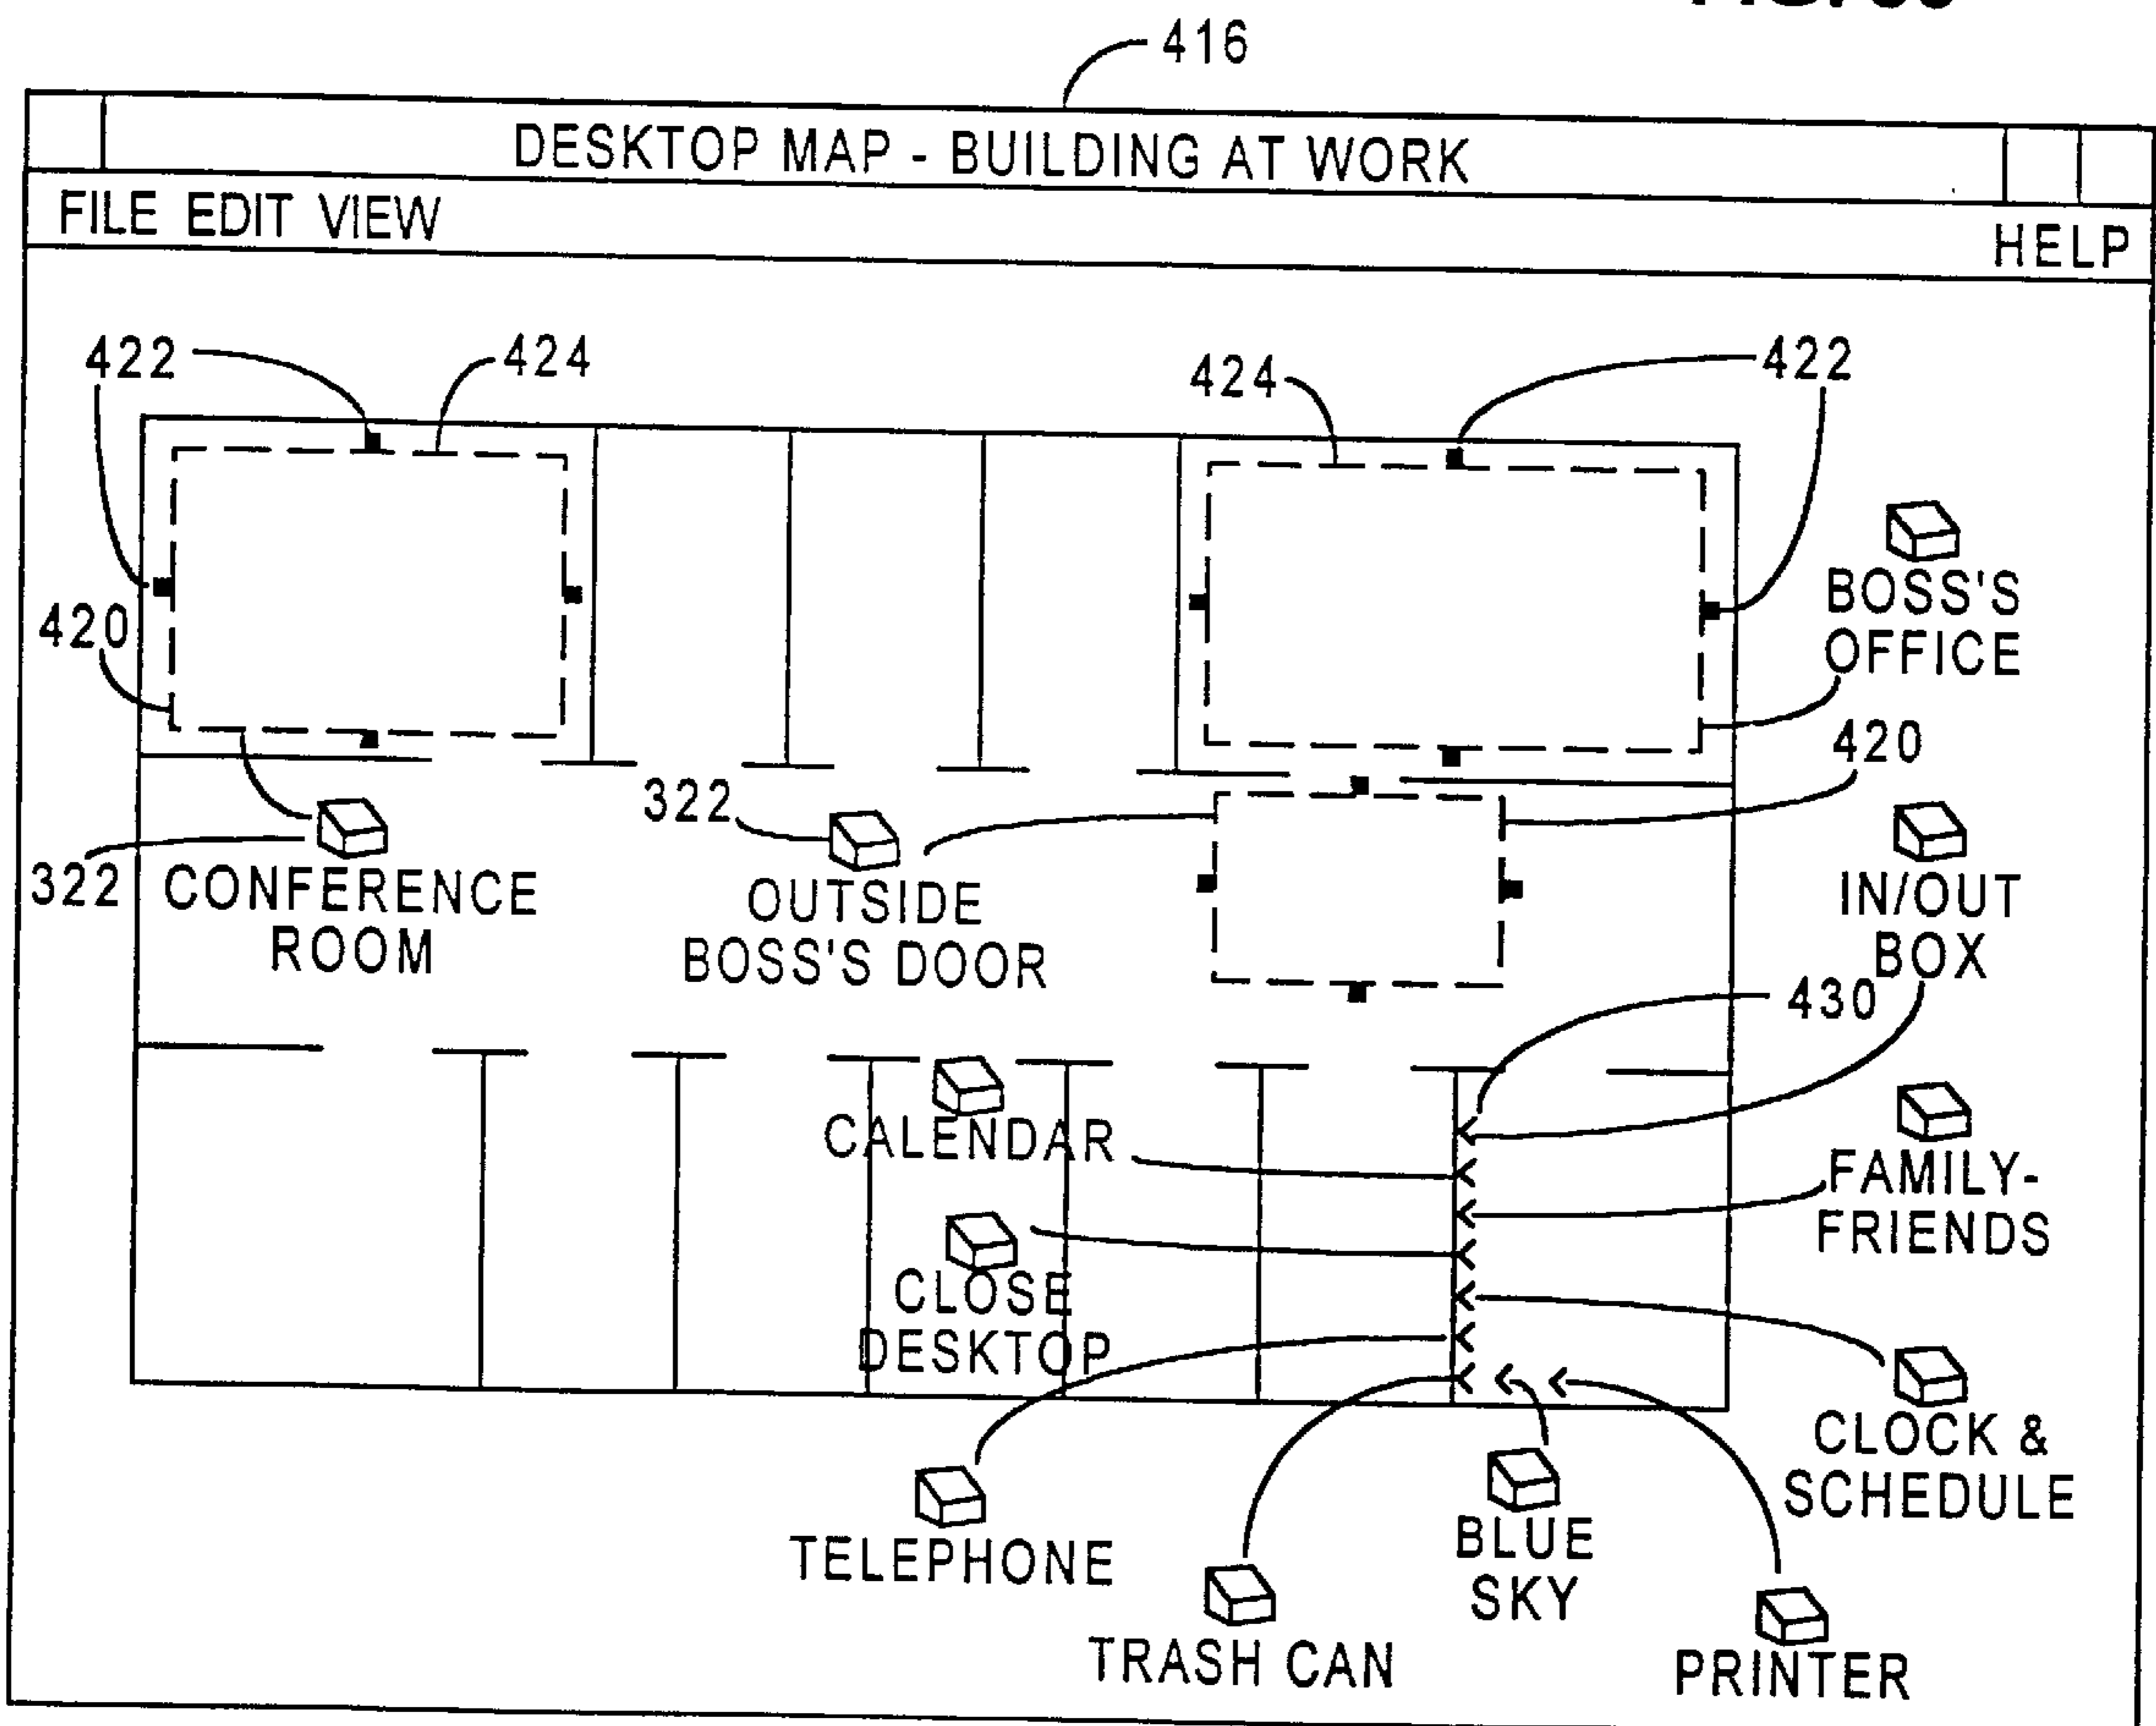 416
DESKTOP MAP - BUILDING AT WORK
FILE EDIT VIEW
HELP
422
424
424
422
BOSS'S
OFFICE
420
420
322
322
CONFERENCE
ROOM
OUTSIDE
BOSS'S DOOR
IN/OUT
BOX
430
CALENDAR
FAMILY-
FRIENDS
CLOSE
DESKTOP
CLOCK &
SCHEDULE
TELEPHONE
BLUE
SKY
TRASH CAN
PRINTER